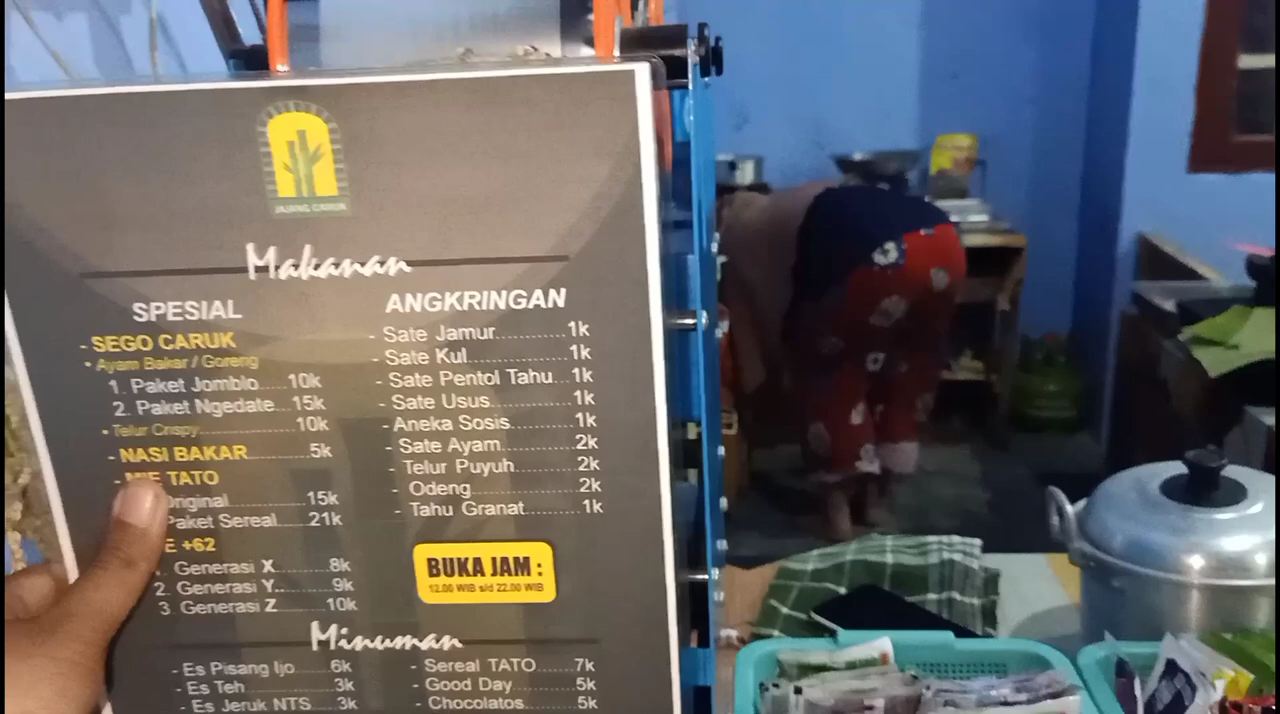 JAJANG CARUK
Makanan
SPESIAL
- SEGO CARUK
• Ayam Bakar / Goreng
1. Paket Jomblo.....10k
2. Paket Ngedate...15k
• Telur Crispy.................10k
- NASI BAKAR..............5k
TATO
Original..............15k
Paket Sereal.....21k
+62
Generasi X..........8k
2. Generasi Y..........9k
3. Generasi Z........10k
ANGKRINGAN
- Sate Jamur...........1k
- Sate Kul................1k
- Sate Pentol Tahu...1k
- Sate Usus..............1k
- Aneka Sosis...........1k
- Sate Ayam.............2k
- Telur Puyuh...........2k
- Odeng...................2k
- Tahu Granat..........1k
BUKA JAM :
12.00 WIB s/d 22.00 WIB
Minuman
- Es Pisang Ijo......6k
- Es Teh................3k
- Es Jeruk NTS....3k
- Sereal TATO......7k
- Good Day...........5k
- Chocolatos.........5k